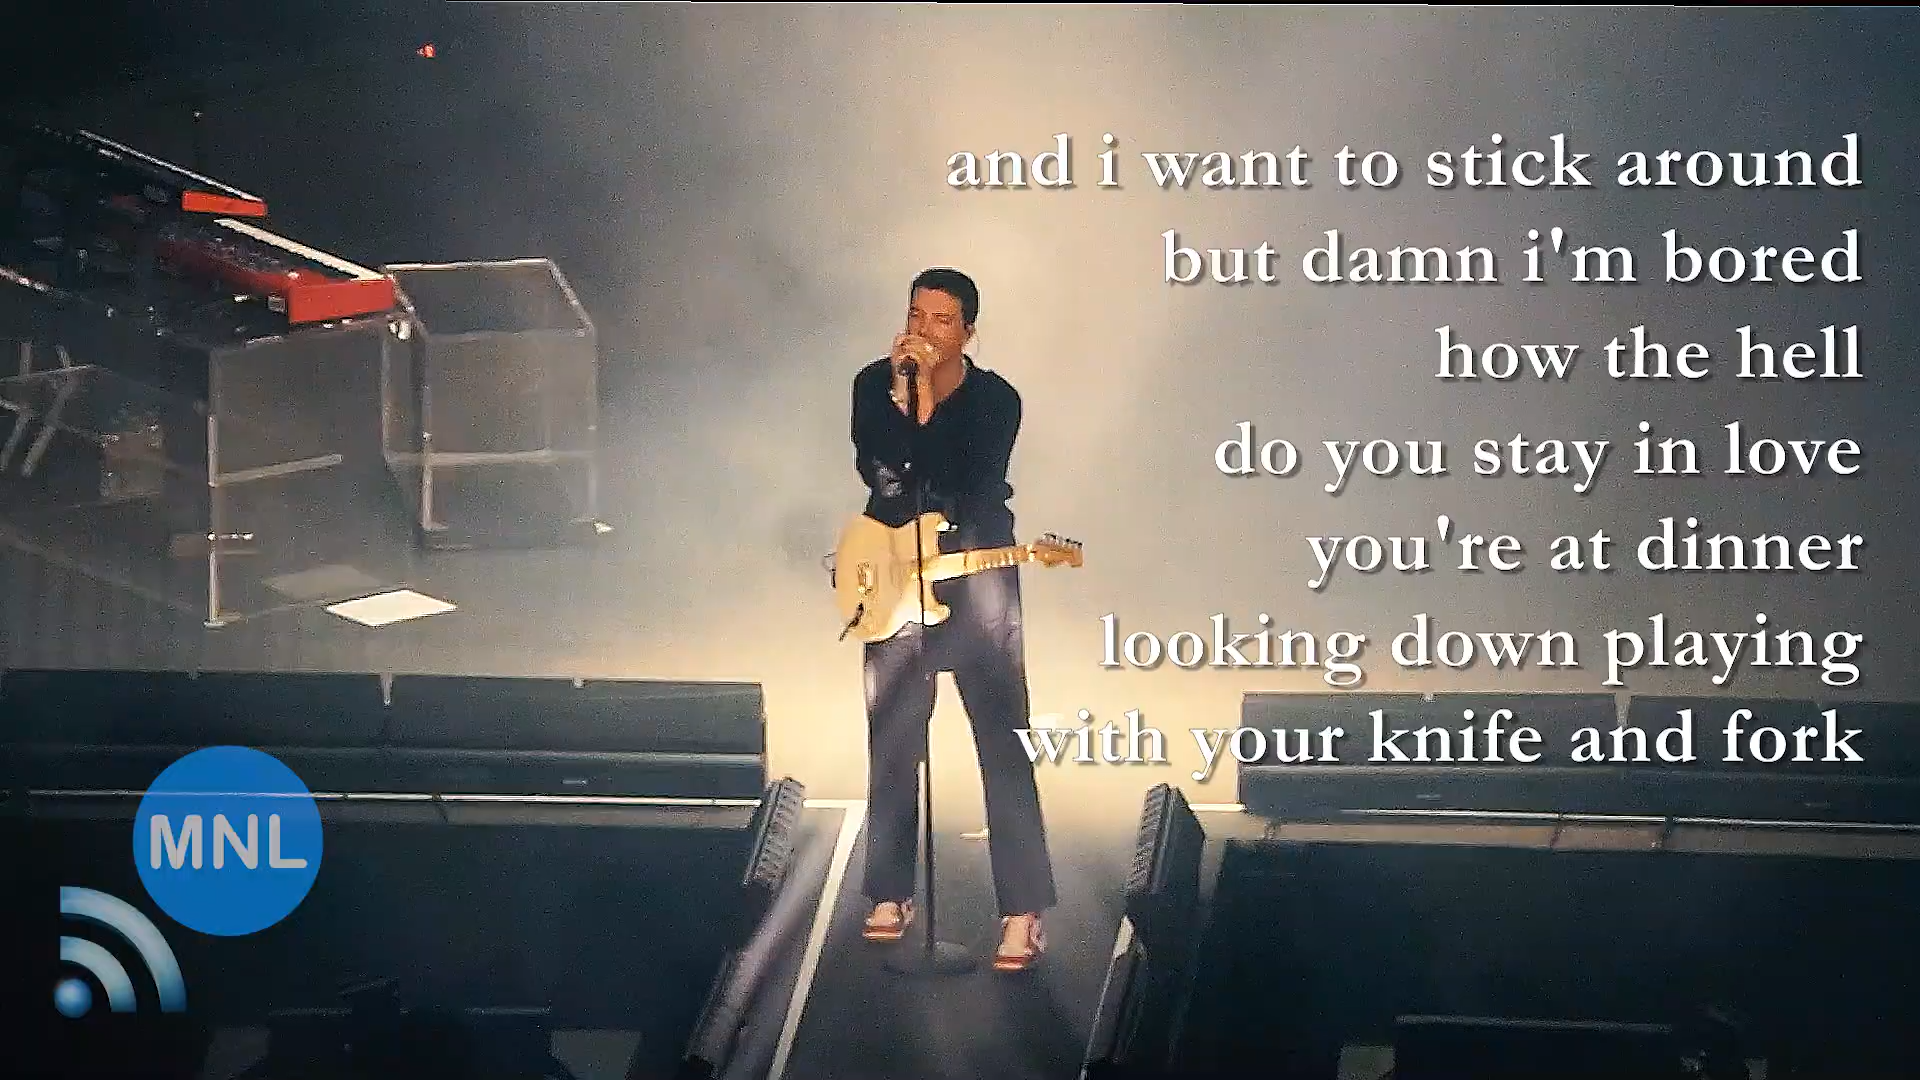 and i want to stick around
but damn i'm bored
how the hell
do you stay in love
you're at dinner
looking down playing
with your knife and fork
MNL